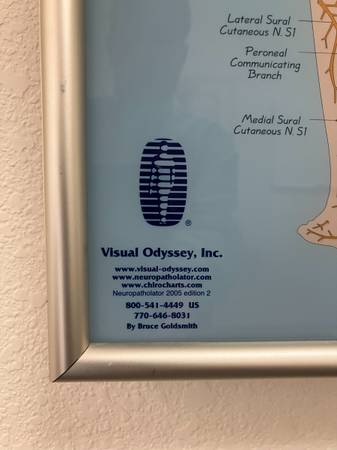 Lateral Sural
Cutaneous N. S1
Peroneal
Communicating
Branch
Medial Sural
Cutaneous N. S1
®
Visual Odyssey, Inc.
www.visual-odyssey.com
www.neuropatholator.com
www.chirocharts.com
Neuropatholator 2005 edition 2
800-541-4449 US
770-646-8031
By Bruce Goldsmith